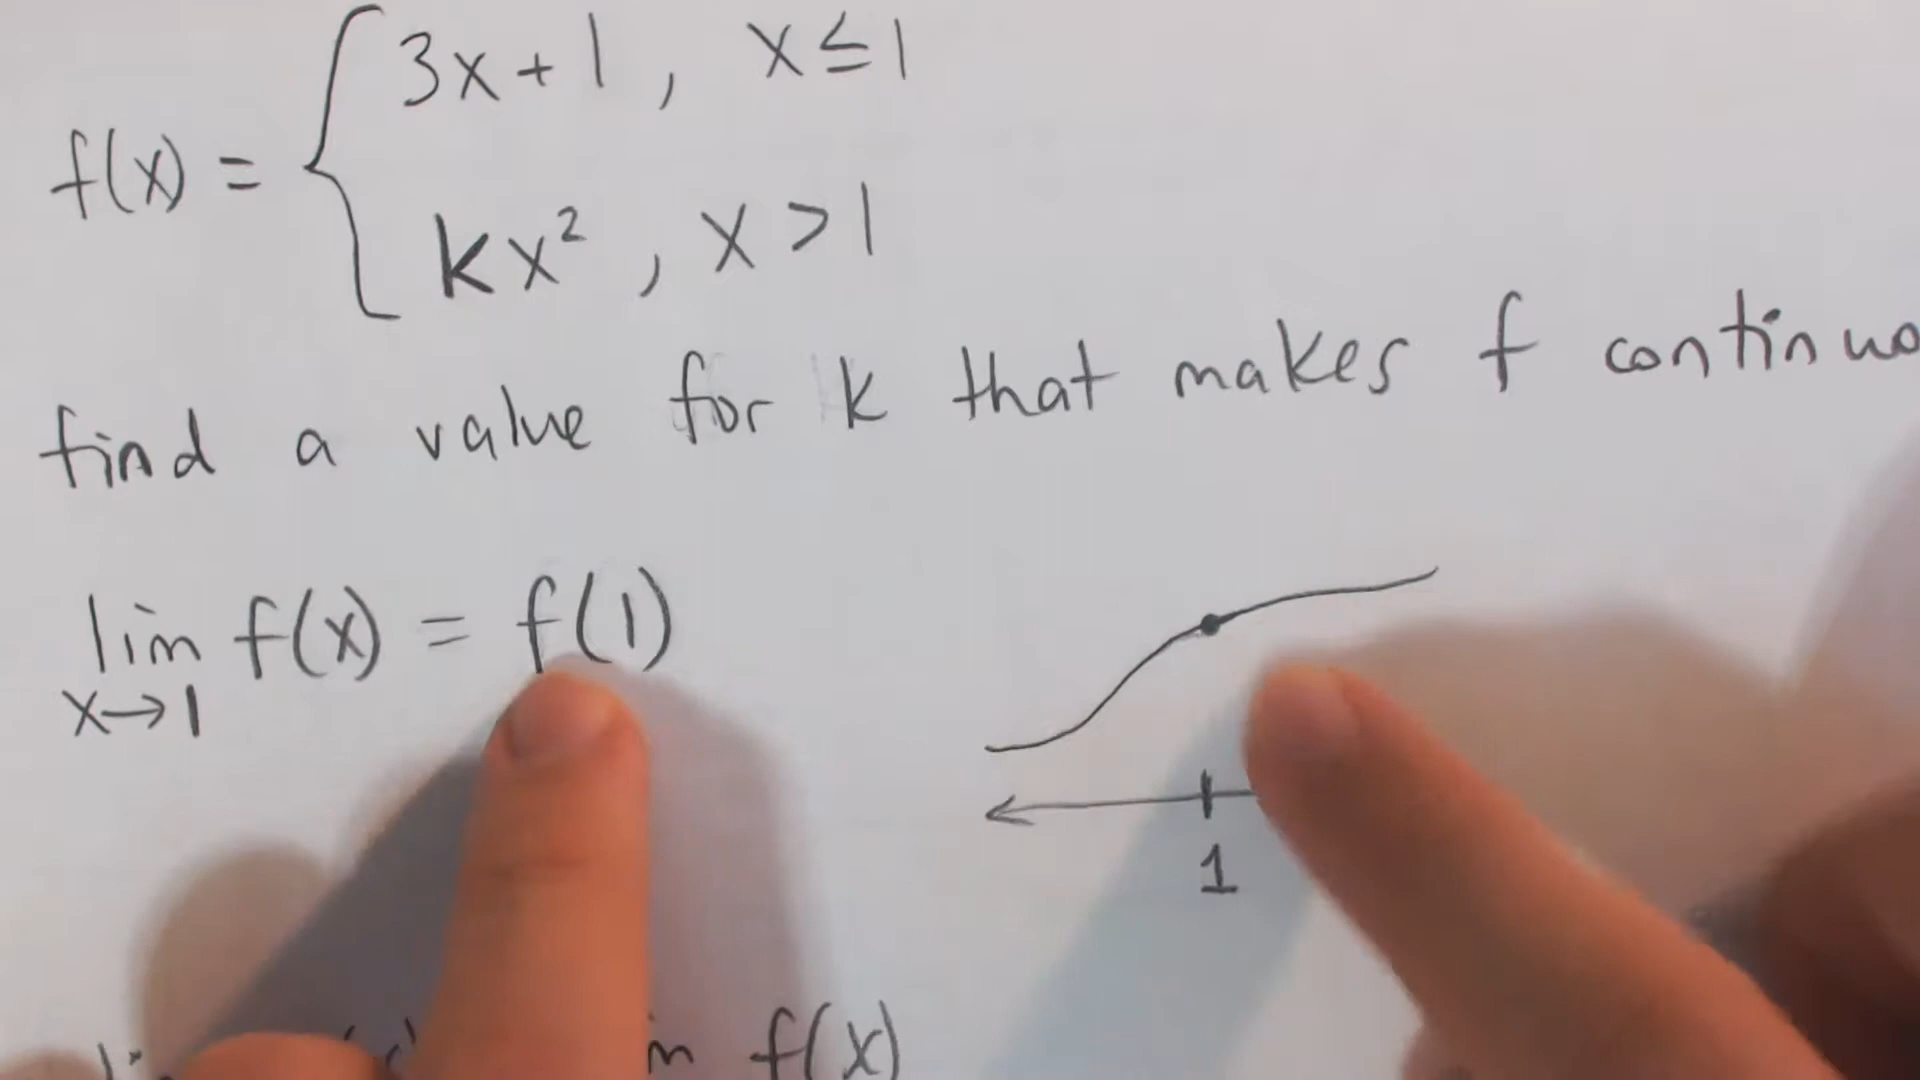 f(x) = { 3x + 1 , x ≤ 1
kx² , x > 1
find a value for k that makes f continuo
lim f(x) = f(1)
x→1
1
f(x)